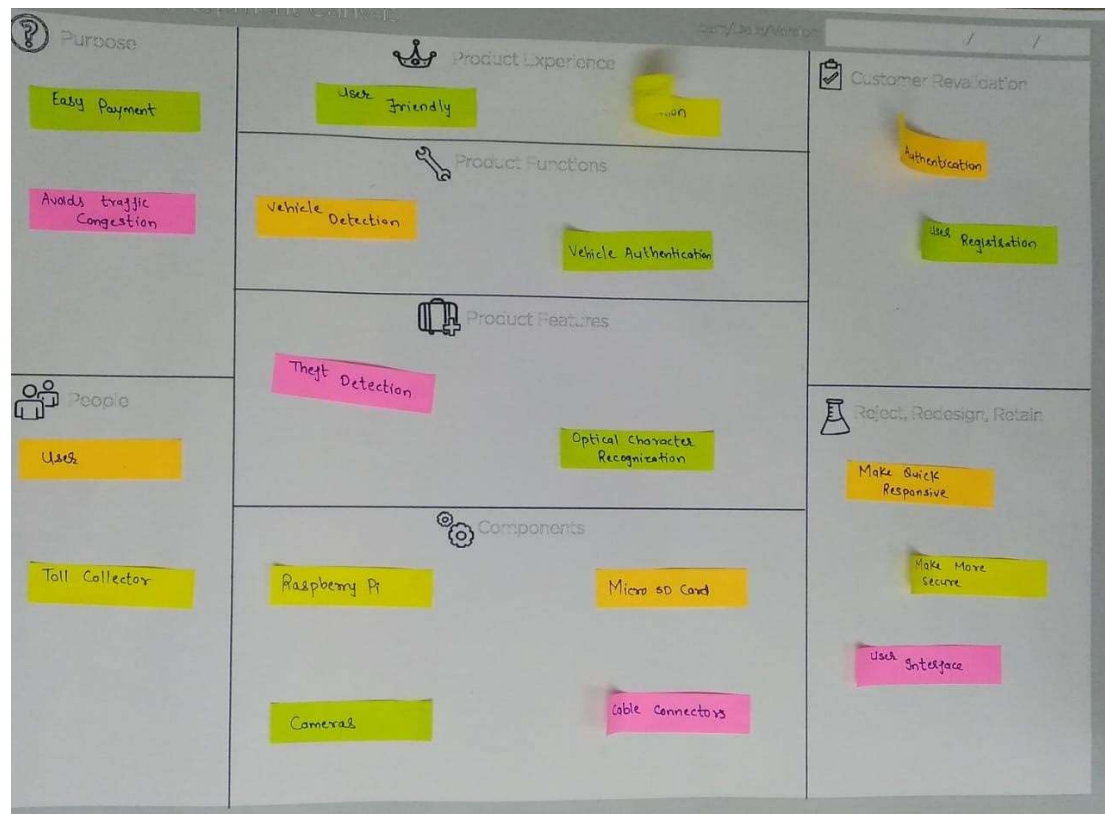 Purpose
Easy Payment
Avoids traffic
Congestion
People
User
Toll Collector
Product Experience
User Friendly
Product Functions
Vehicle Detection
Vehicle Authentication
Product Features
Theft Detection
Optical Character
Recognization
Components
Raspberry Pi
Micro SD Card
Cameras
Cable Connectors
Customer Revalidation
Authentication
User Registration
Reject, Redesign, Retain
Make Quick
Responsive
Make More
Secure
User Interface